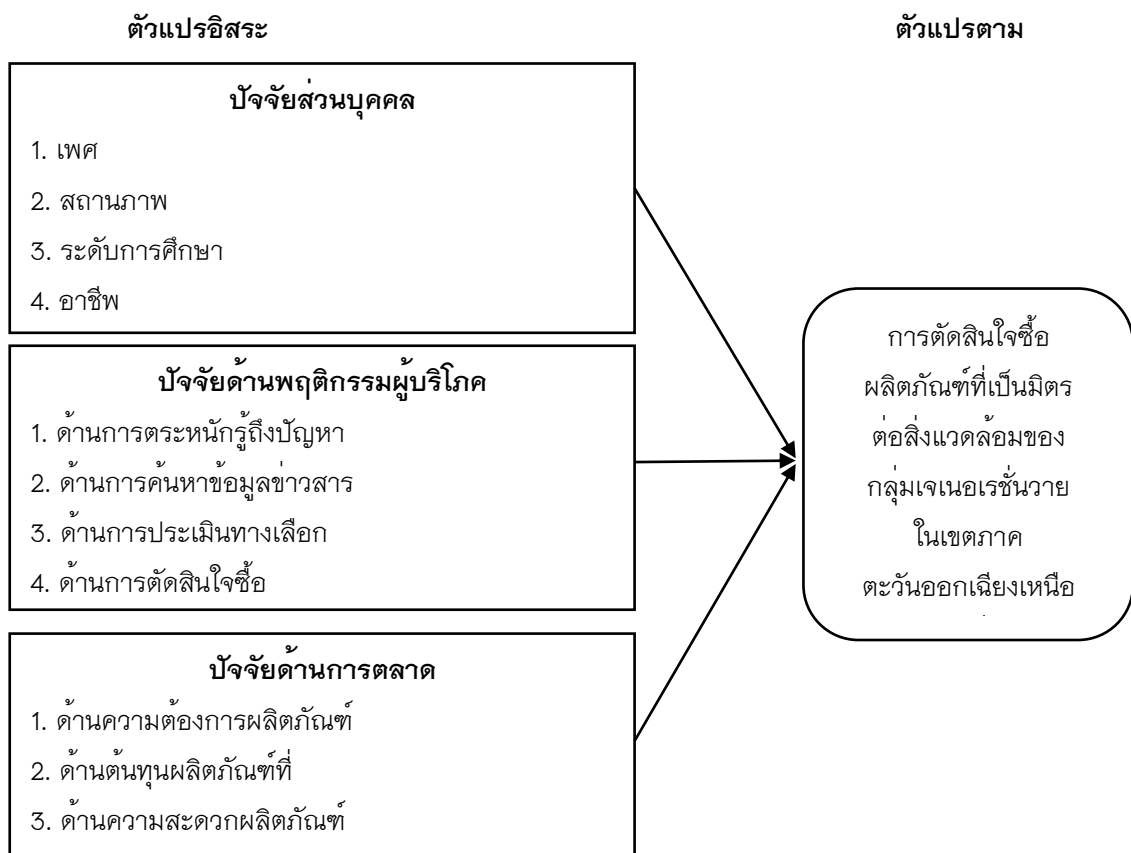 ตัวแปรอิสระ
ตัวแปรตาม
ปัจจัยส่วนบุคคล
1. เพศ
2. สถานภาพ
3. ระดับการศึกษา
4. อาชีพ
ปัจจัยด้านพฤติกรรมผู้บริโภค
1. ด้านการตระหนักรู้ถึงปัญหา
2. ด้านการค้นหาข้อมูลข่าวสาร
3. ด้านการประเมินทางเลือก
4. ด้านการตัดสินใจซื้อ
ปัจจัยด้านการตลาด
1. ด้านความต้องการผลิตภัณฑ์
2. ด้านต้นทุนผลิตภัณฑ์ที่
3. ด้านความสะดวกผลิตภัณฑ์
การตัดสินใจซื้อ
ผลิตภัณฑ์ที่เป็นมิตร
ต่อสิ่งแวดล้อมของ
กลุ่มเจเนอเรชั่นวาย
ในเขตภาค
ตะวันออกเฉียงเหนือ